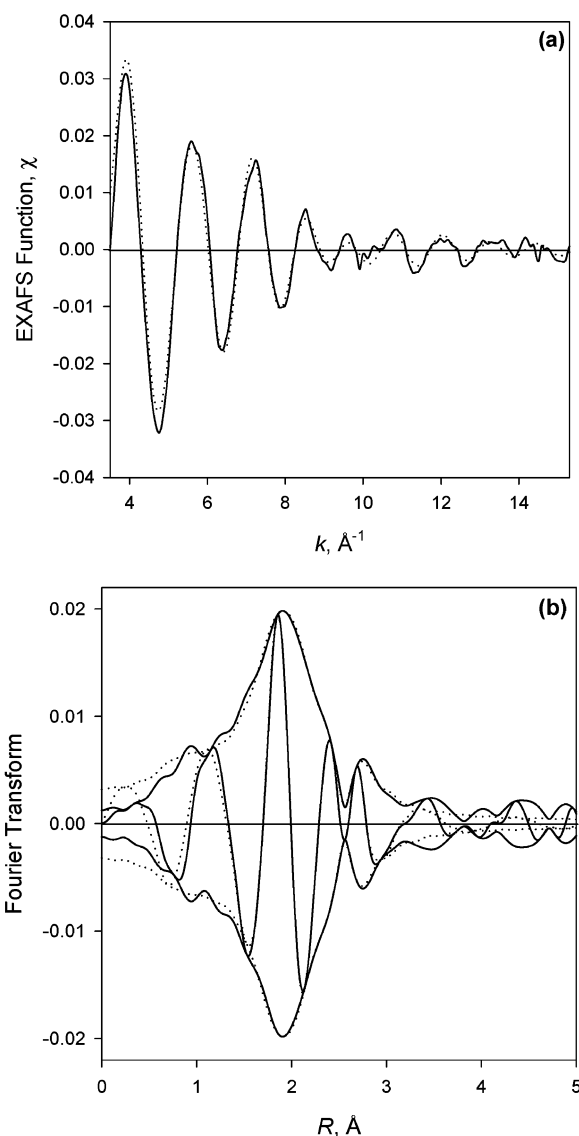 (a)
0.04
0.03
0.02
0.01
0.00
-0.01
-0.02
-0.03
-0.04
EXAFS Function, χ
4 6 8 10 12 14
k, Å-1
(b)
0.02
0.01
0.00
-0.01
-0.02
Fourier Transform
0 1 2 3 4 5
R, Å